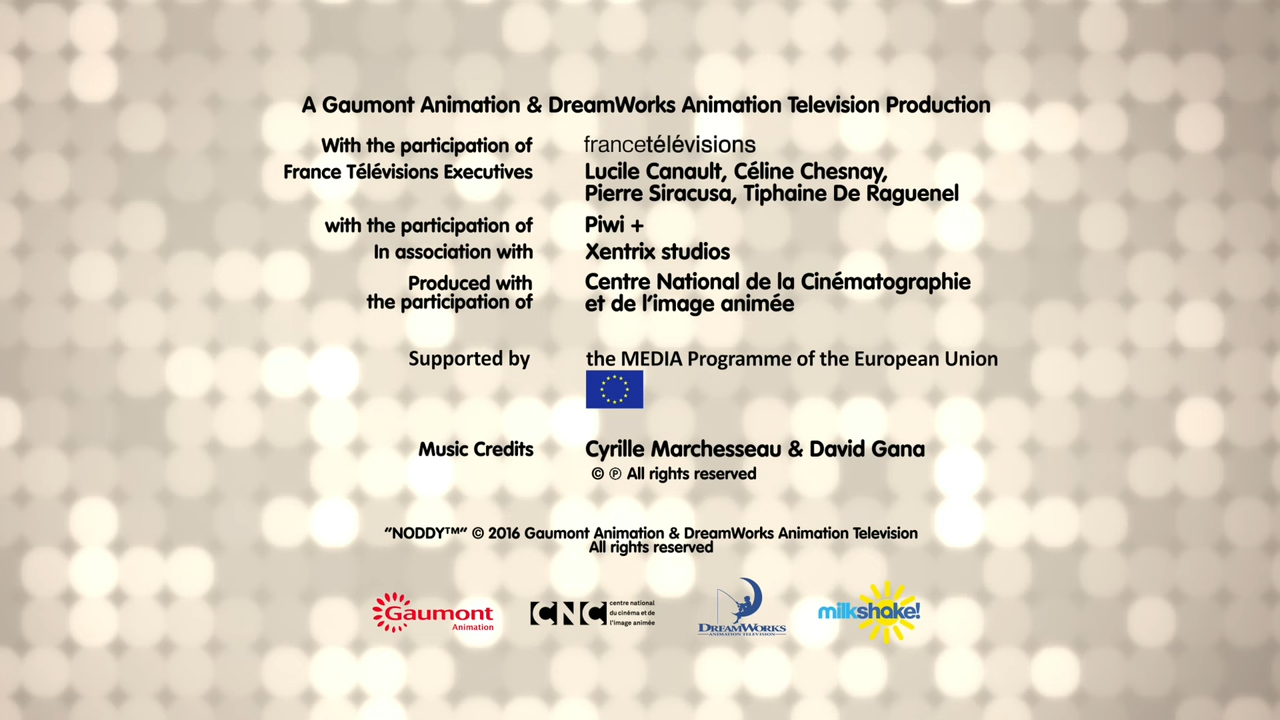 A Gaumont Animation & DreamWorks Animation Television Production
With the participation of francetélévisions
France Télévisions Executives Lucile Canault, Céline Chesnay,
Pierre Siracusa, Tiphaine De Raguenel
with the participation of Piwi +
In association with Xentrix studios
Produced with
the participation of
Centre National de la Cinématographie
et de l'image animée
Supported by the MEDIA Programme of the European Union
Music Credits Cyrille Marchesseau & David Gana
© ℗ All rights reserved
"NODDY™" © 2016 Gaumont Animation & DreamWorks Animation Television
All rights reserved
Gaumont
Animation
CNC
centre national
du cinéma et de
l'image animée
DREAMWORKS
ANIMATION TELEVISION
milkshake!